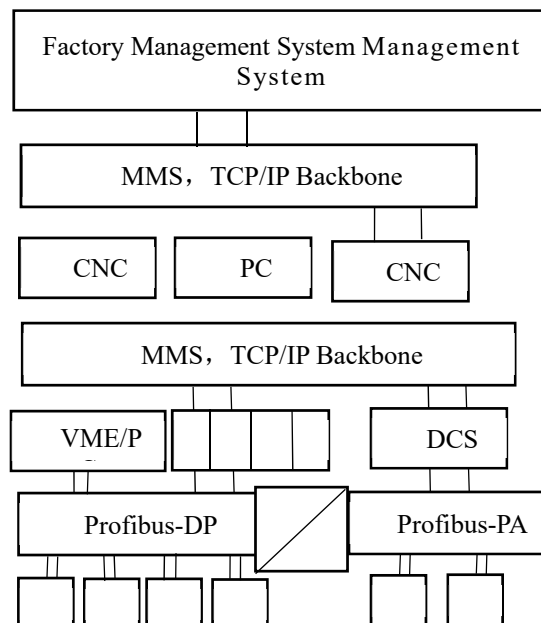 Factory Management System Management
System
MMS，TCP/IP Backbone
CNC
PC
CNC
MMS，TCP/IP Backbone
VME/P
DCS
Profibus-DP
Profibus-PA